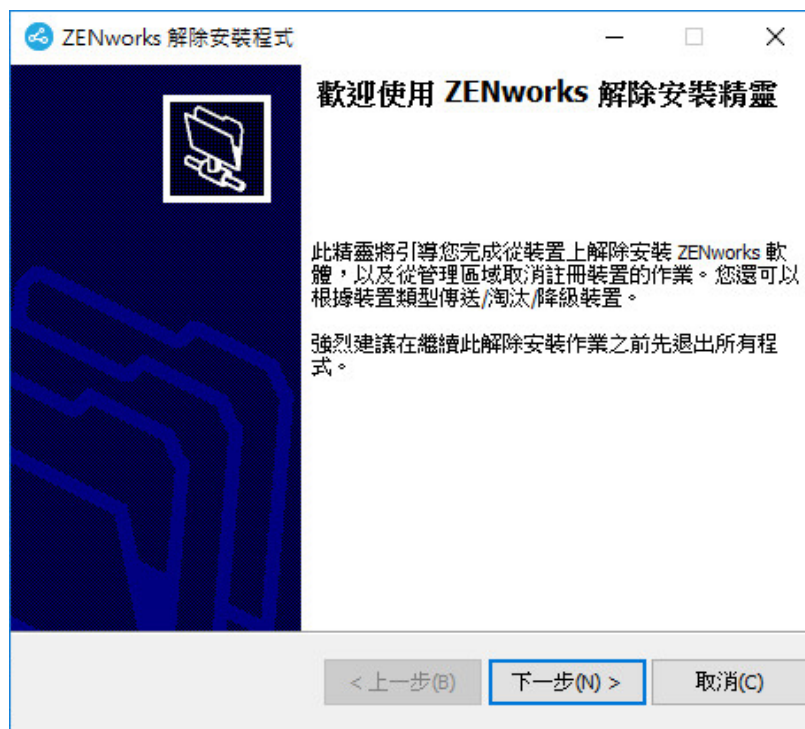 ZENworks 解除安裝程式
歡迎使用 ZENworks 解除安裝精靈
此精靈將引導您完成從裝置上解除安裝 ZENworks 軟
體，以及從管理區域取消註冊裝置的作業。您還可以
根據裝置類型傳送/淘汰/降級裝置。
強烈建議在繼續此解除安裝作業之前先退出所有程
式。
< 上一步(B)
下一步(N) >
取消(C)